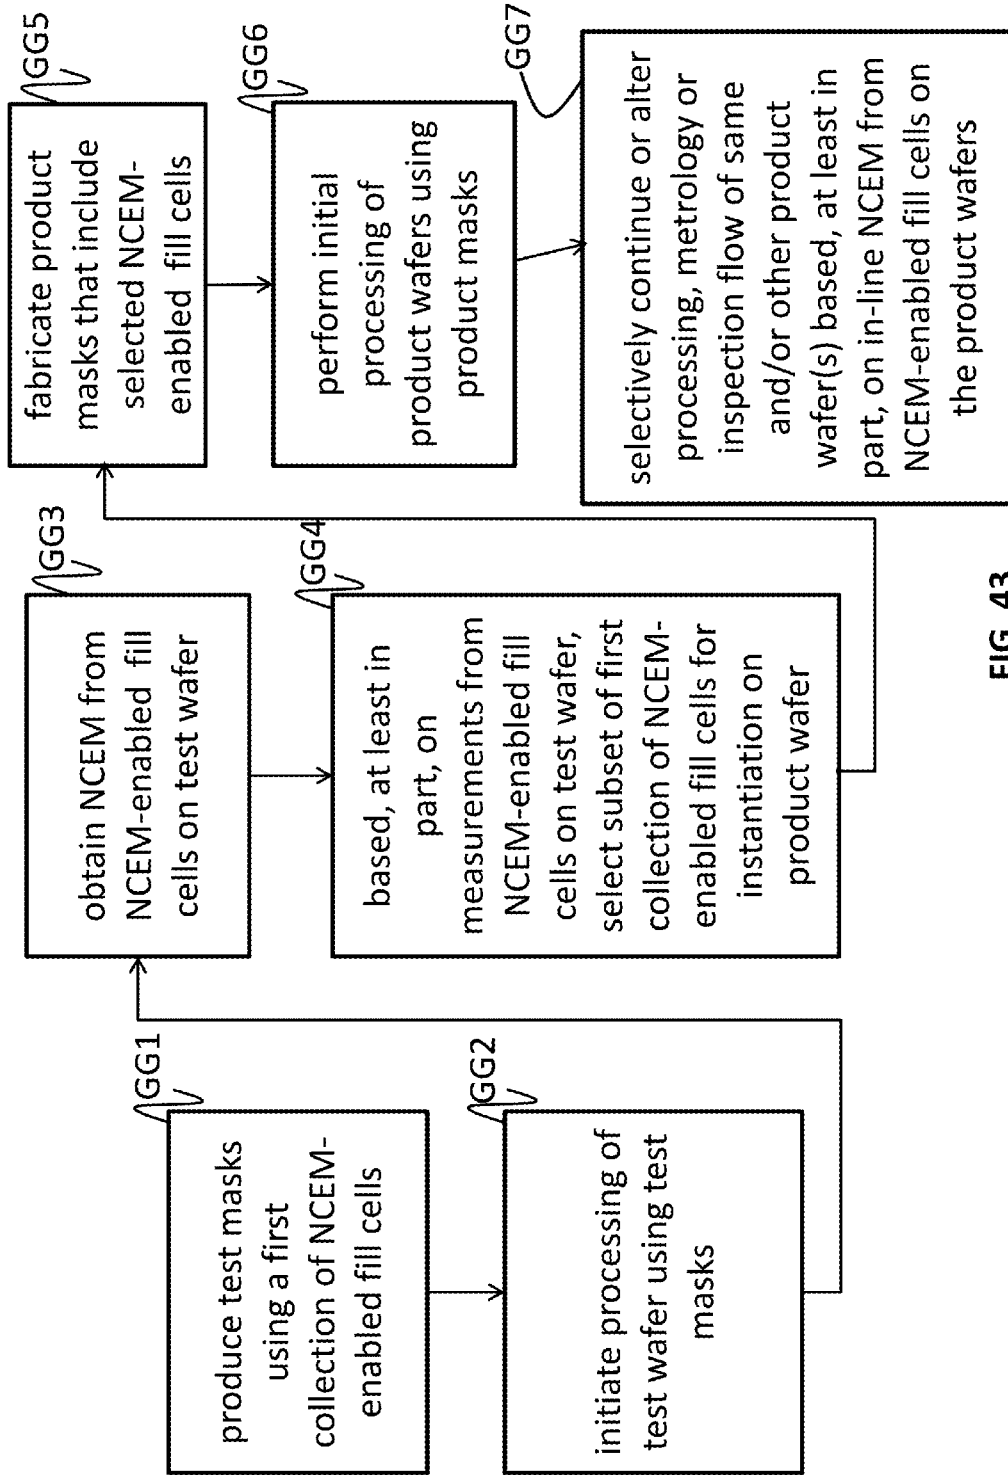 GG1
produce test masks
using a first
collection of NCEM-
enabled fill cells
GG2
initiate processing of
test wafer using test
masks
GG3
obtain NCEM from
NCEM-enabled fill
cells on test wafer
GG4
based, at least in
part, on
measurements from
NCEM-enabled fill
cells on test wafer,
select subset of first
collection of NCEM-
enabled fill cells for
instantiation on
product wafer
GG5
fabricate product
masks that include
selected NCEM-
enabled fill cells
GG6
perform initial
processing of
product wafers using
product masks
GG7
selectively continue or alter
processing, metrology or
inspection flow of same
and/or other product
wafer(s) based, at least in
part, on in-line NCEM from
NCEM-enabled fill cells on
the product wafers
FIG. 43